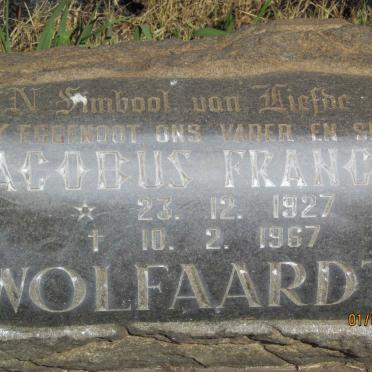 N Simbool van Liefde
EGGENOOT ONS VADER EN S
ACOBUS FRANC
☆ 23. 12. 1927
✝ 10. 2. 1967
WOLFAARDT
01/